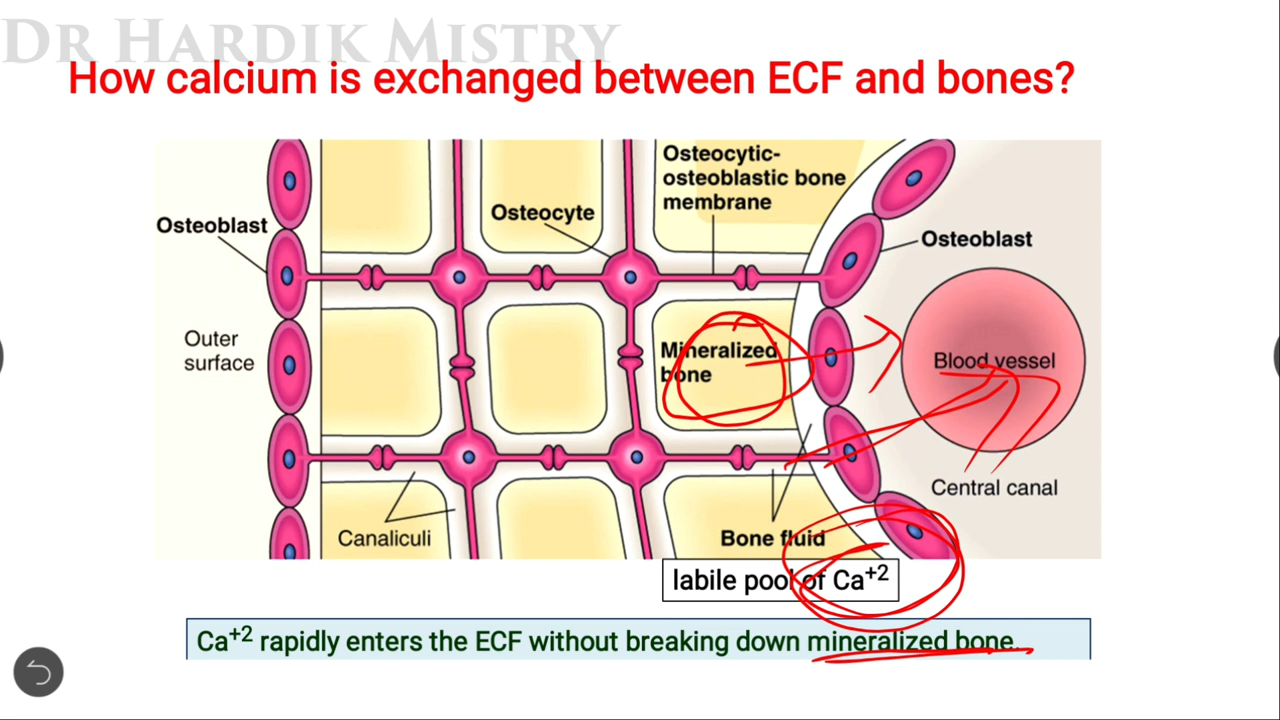 DR HARDIK MISTRY
How calcium is exchanged between ECF and bones?
Osteocytic-
osteoblastic bone
membrane
Osteocyte
Osteoblast
Osteoblast
Outer
surface
Mineralized
bone
Blood vessel
Central canal
Canaliculi
Bone fluid
labile pool of Ca+2
Ca+2 rapidly enters the ECF without breaking down mineralized bone.